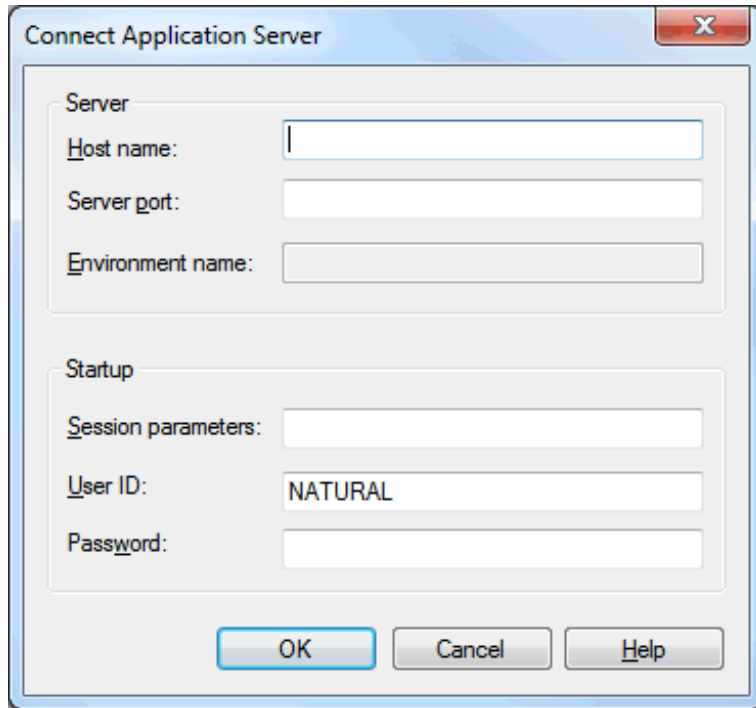 Connect Application Server
Server
Host name:
Server port:
Environment name:
Startup
Session parameters:
User ID: NATURAL
Password:
OK Cancel Help